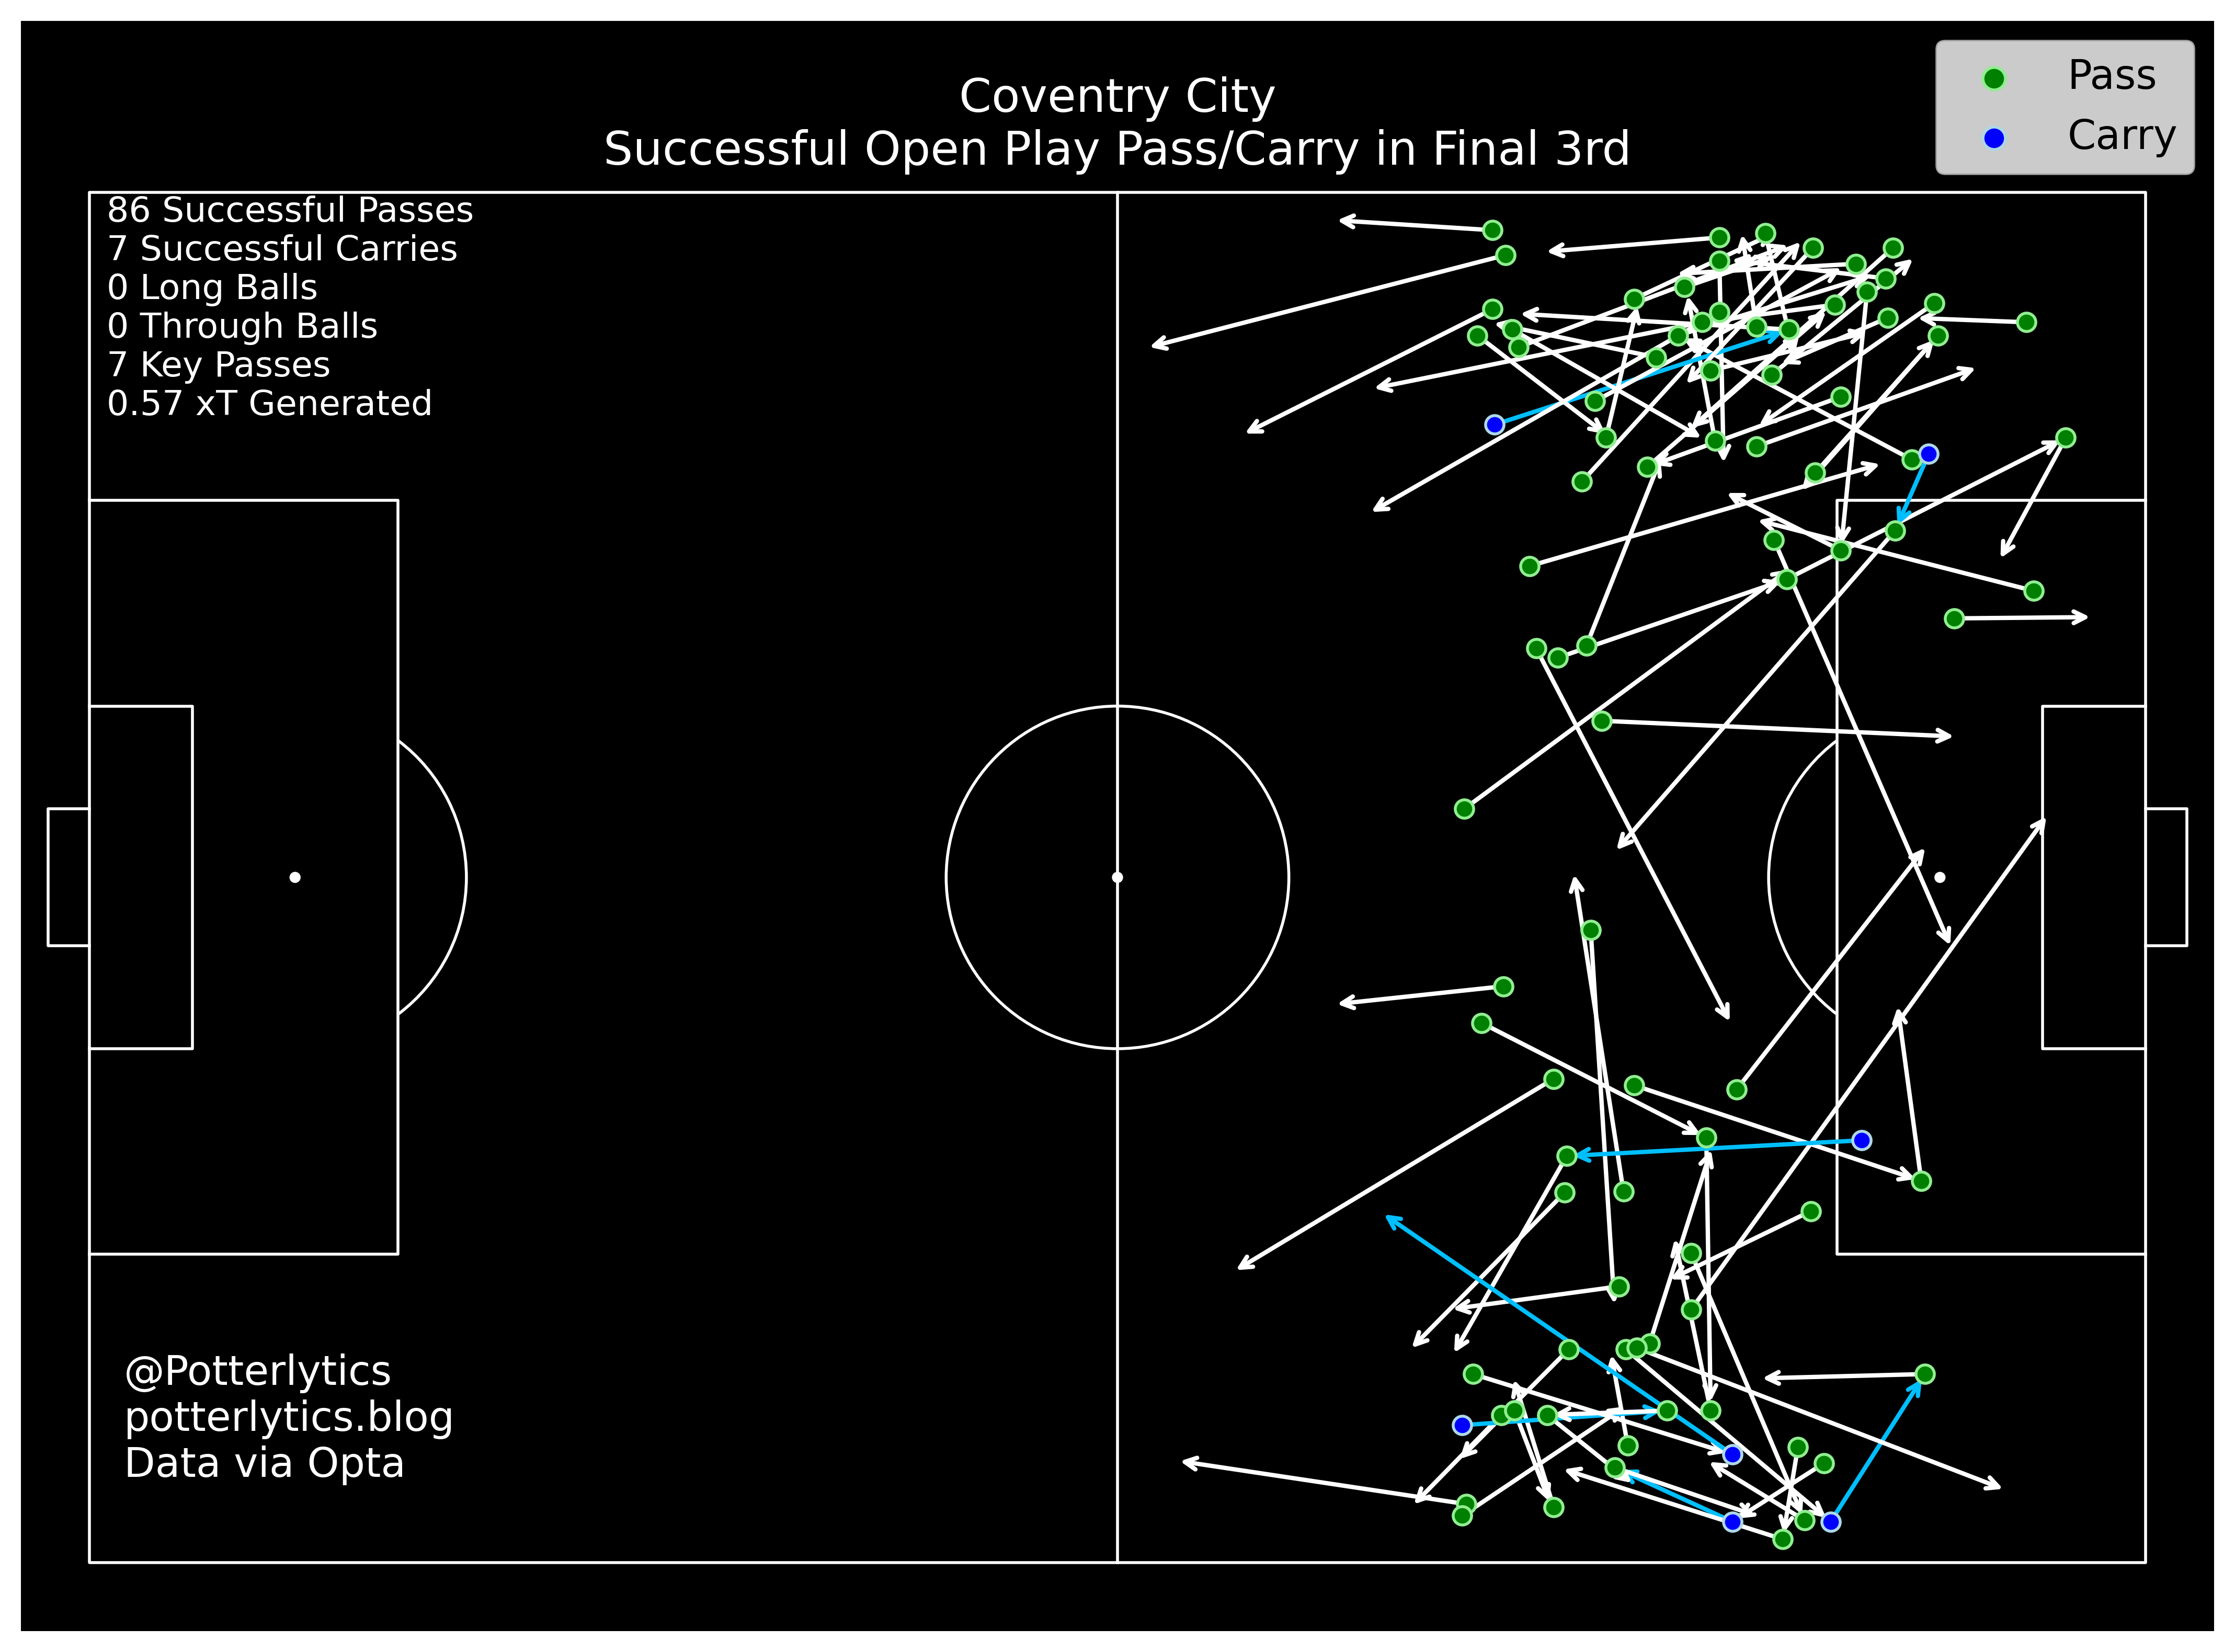 Coventry City
Successful Open Play Pass/Carry in Final 3rd
Pass
Carry
86 Successful Passes
7 Successful Carries
0 Long Balls
0 Through Balls
7 Key Passes
0.57 xT Generated
@Potterlytics
potterlytics.blog
Data via Opta